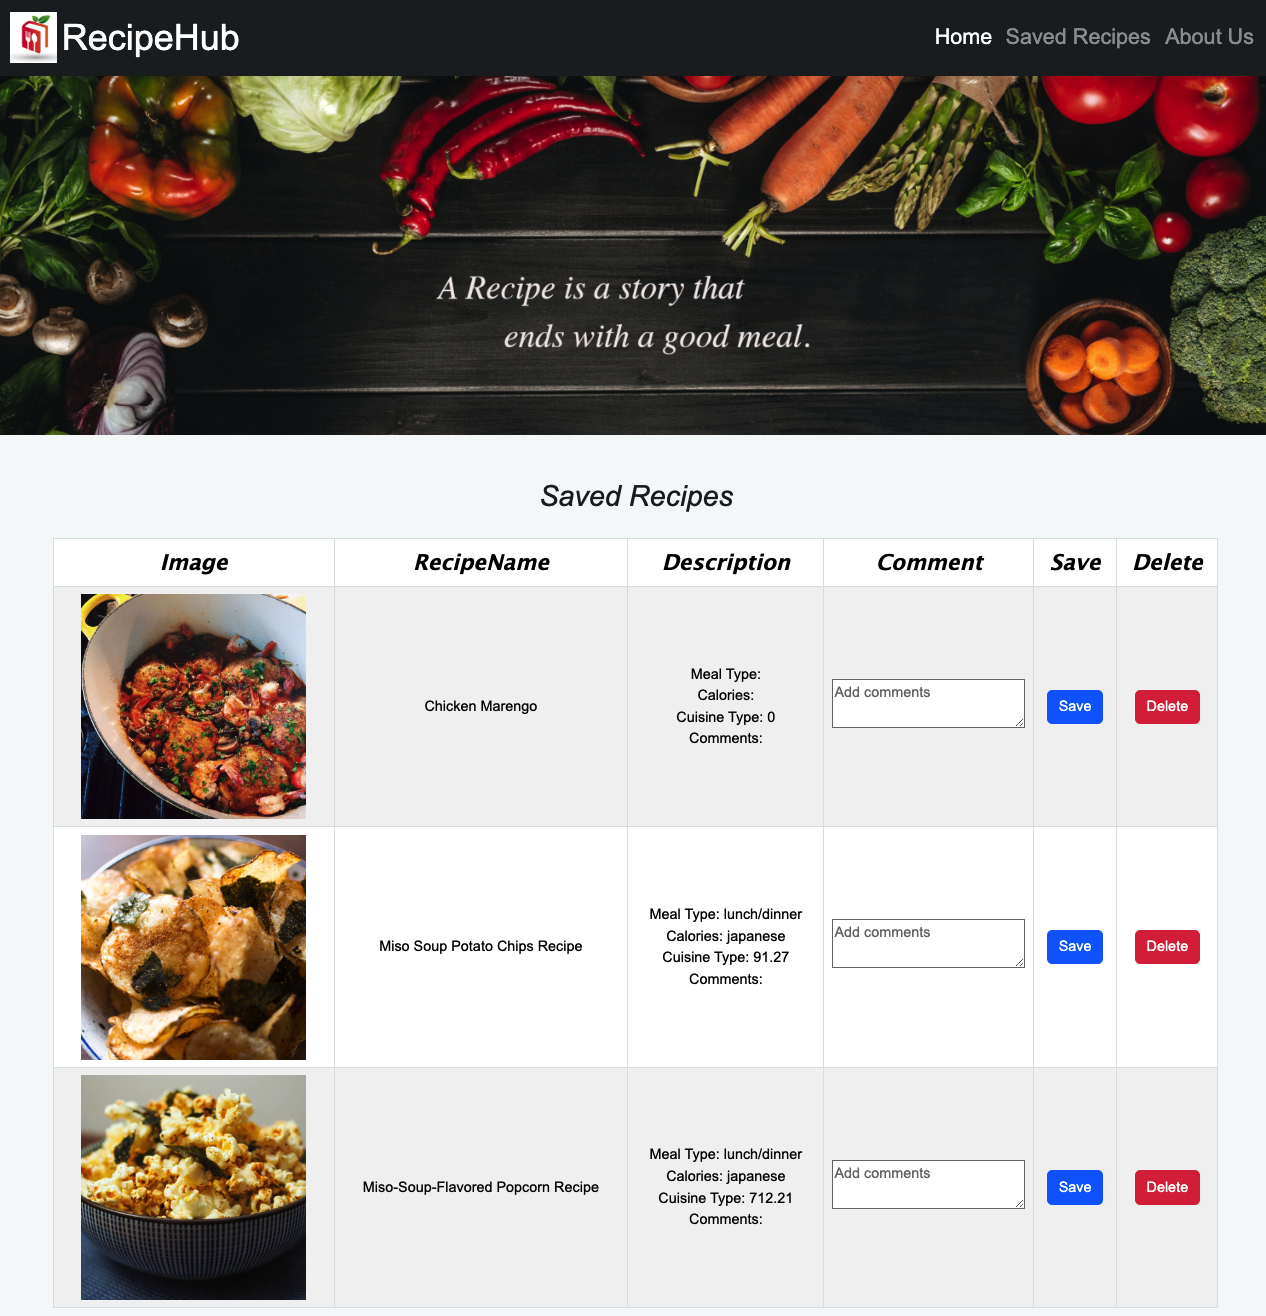 RecipeHub
Home Saved Recipes About Us
A Recipe is a story that
ends with a good meal.
Saved Recipes
Image RecipeName Description Comment Save Delete
Chicken Marengo
Meal Type:
Calories:
Cuisine Type: 0
Comments:
Add comments
Save
Delete
Miso Soup Potato Chips Recipe
Meal Type: lunch/dinner
Calories: japanese
Cuisine Type: 91.27
Comments:
Add comments
Save
Delete
Miso-Soup-Flavored Popcorn Recipe
Meal Type: lunch/dinner
Calories: japanese
Cuisine Type: 712.21
Comments:
Add comments
Save
Delete